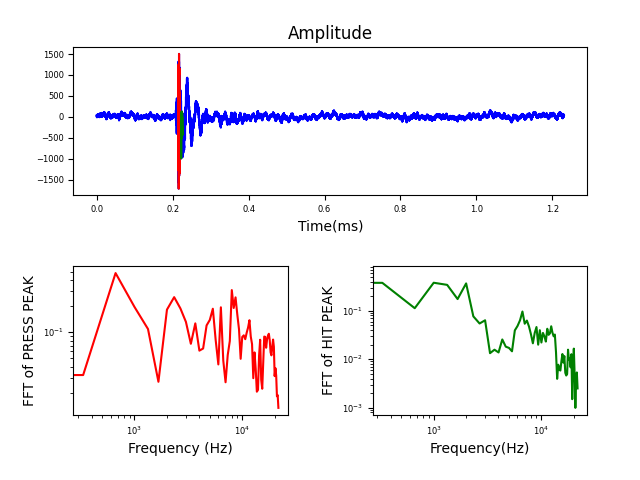 Amplitude
1500
1000
500
0
−500
−1000
−1500
0.0 0.2 0.4 0.6 0.8 1.0 1.2
Time(ms)
FFT of PRESS PEAK
10⁻¹
10³ 10⁴
Frequency (Hz)
FFT of HIT PEAK
10⁻¹
10⁻²
10⁻³
10³ 10⁴
Frequency(Hz)